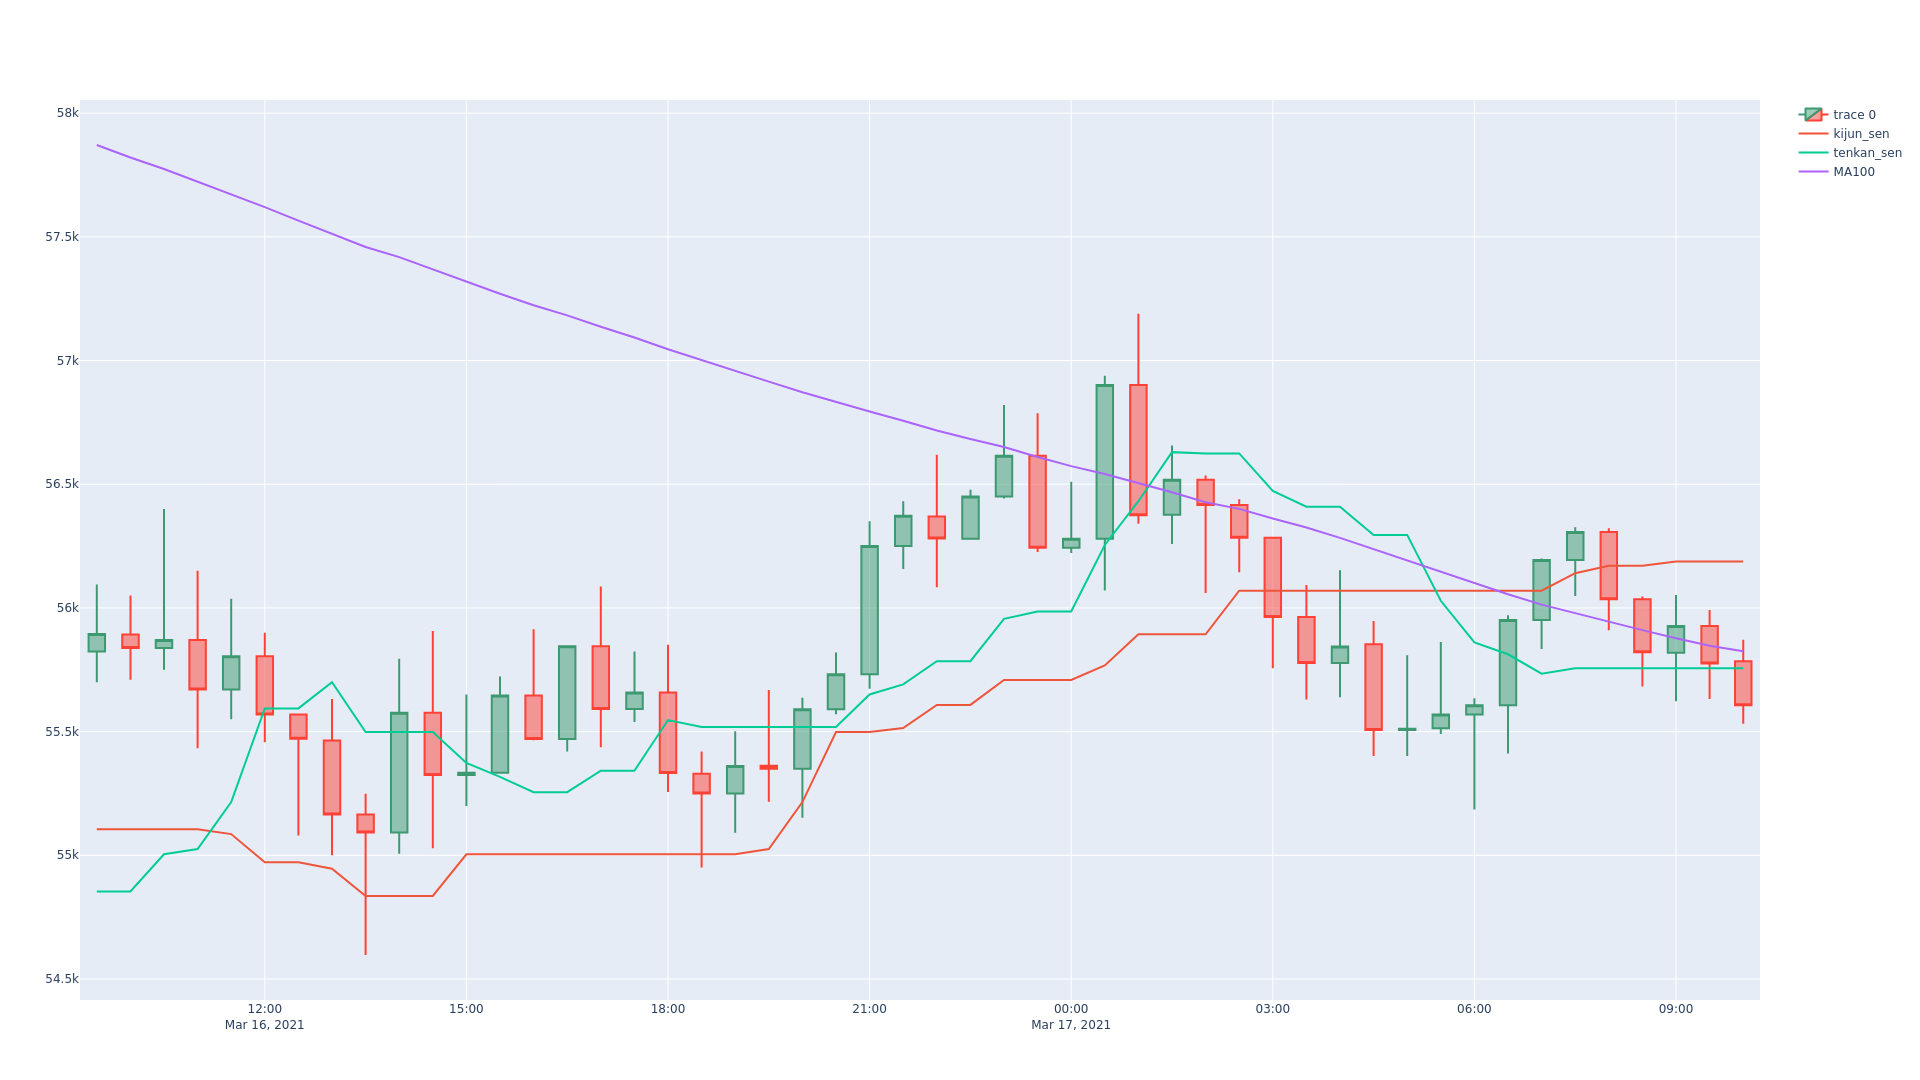 58k
57.5k
57k
56.5k
56k
55.5k
55k
54.5k
12:00
Mar 16, 2021
15:00
18:00
21:00
00:00
Mar 17, 2021
03:00
06:00
09:00
trace 0
kijun_sen
tenkan_sen
MA100